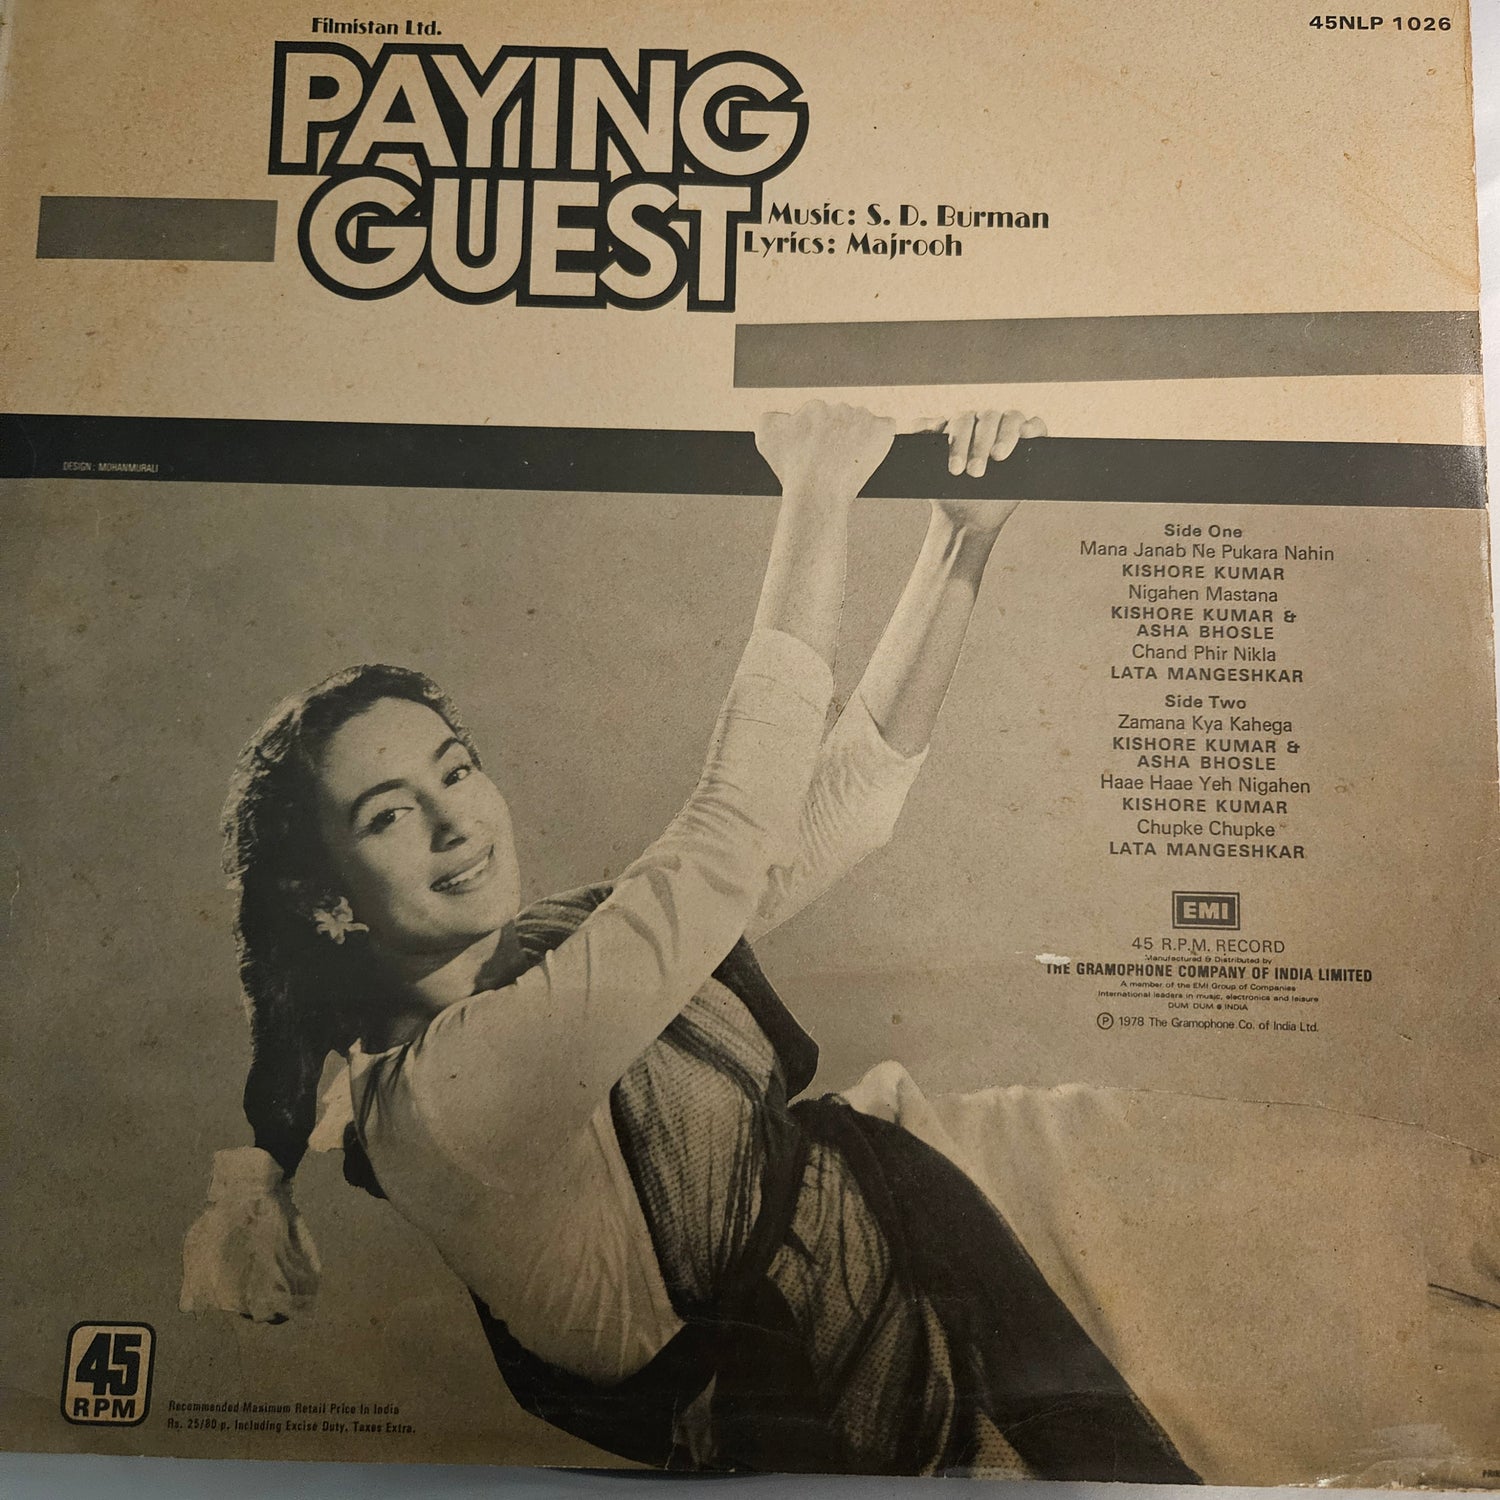 Filmistan Ltd.
45NLP 1026
PAYING
GUEST
Music: S. D. Burman
Lyrics: Majrooh
DESIGN: MOHANMURALI
Side One
Mana Janab Ne Pukara Nahin
KISHORE KUMAR
Nigahen Mastana
KISHORE KUMAR &
ASHA BHOSLE
Chand Phir Nikla
LATA MANGESHKAR
Side Two
Zamana Kya Kahega
KISHORE KUMAR &
ASHA BHOSLE
Haae Haae Yeh Nigahen
KISHORE KUMAR
Chupke Chupke
LATA MANGESHKAR
EMI
45 R.P.M. RECORD
Manufactured & Distributed by
THE GRAMOPHONE COMPANY OF INDIA LIMITED
A member of the EMI Group of Companies
International leaders in music, electronics and leisure
DUM DUM • INDIA
Ⓟ 1978 The Gramophone Co. of India Ltd.
45
RPM
Recommended Maximum Retail Price In India
Rs. 25/80 p. Including Excise Duty. Taxes Extra.